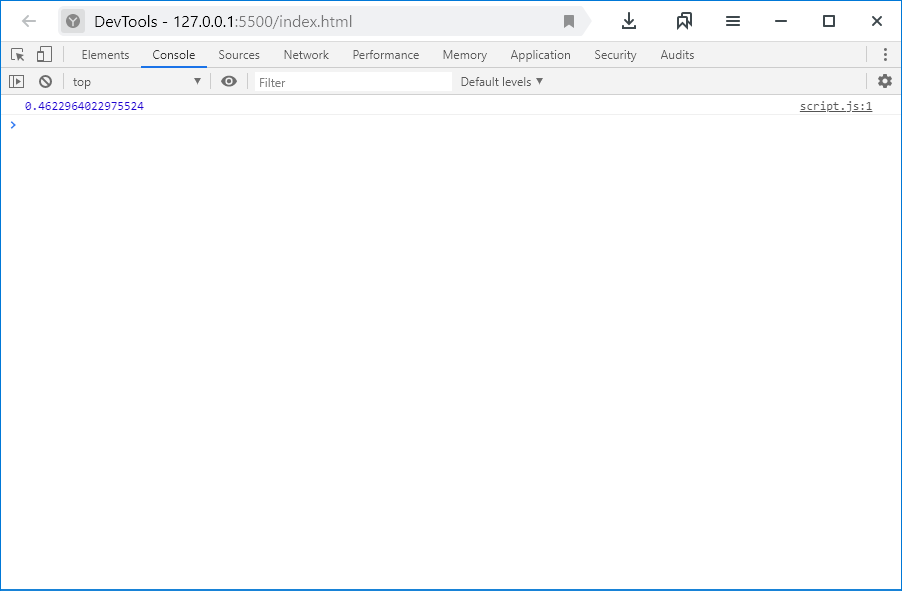 DevTools - 127.0.0.1:5500/index.html
Elements Console Sources Network Performance Memory Application Security Audits
top Filter Default levels
0.4622964022975524 script.js:1